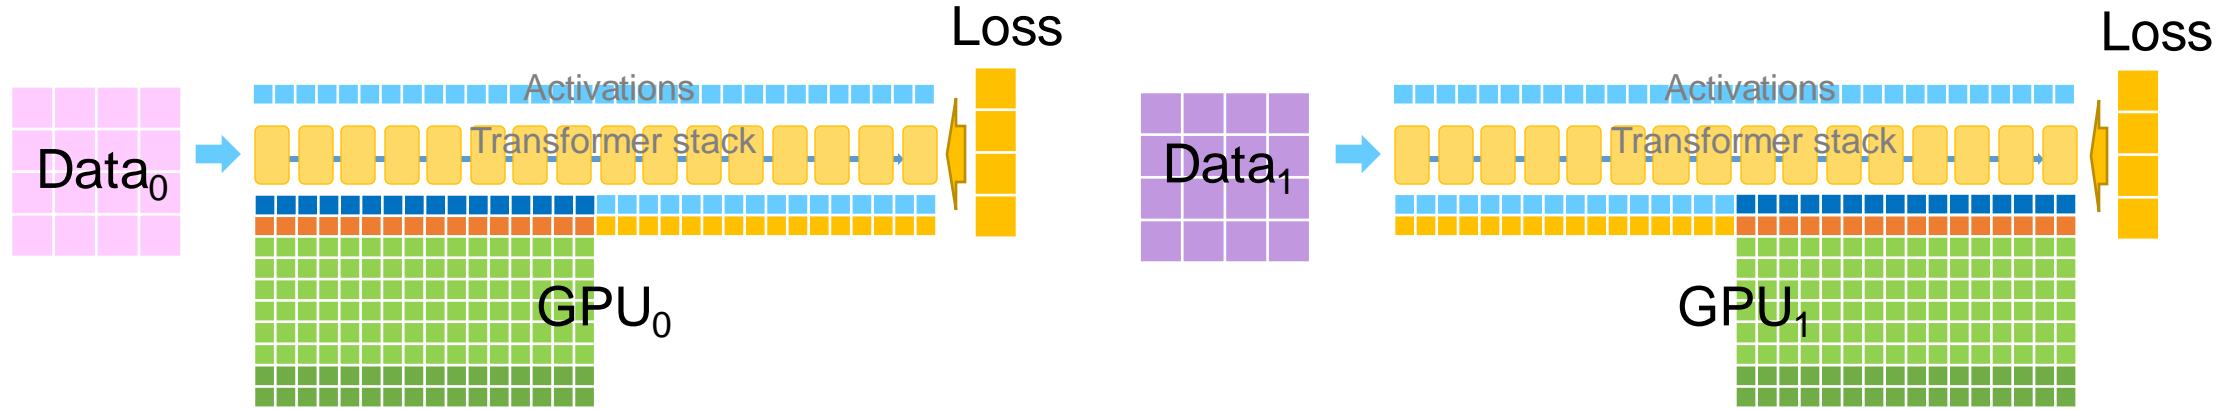 Loss
Activations
Transformer stack
Data₀
GPU₀
Loss
Activations
Transformer stack
Data₁
GPU₁